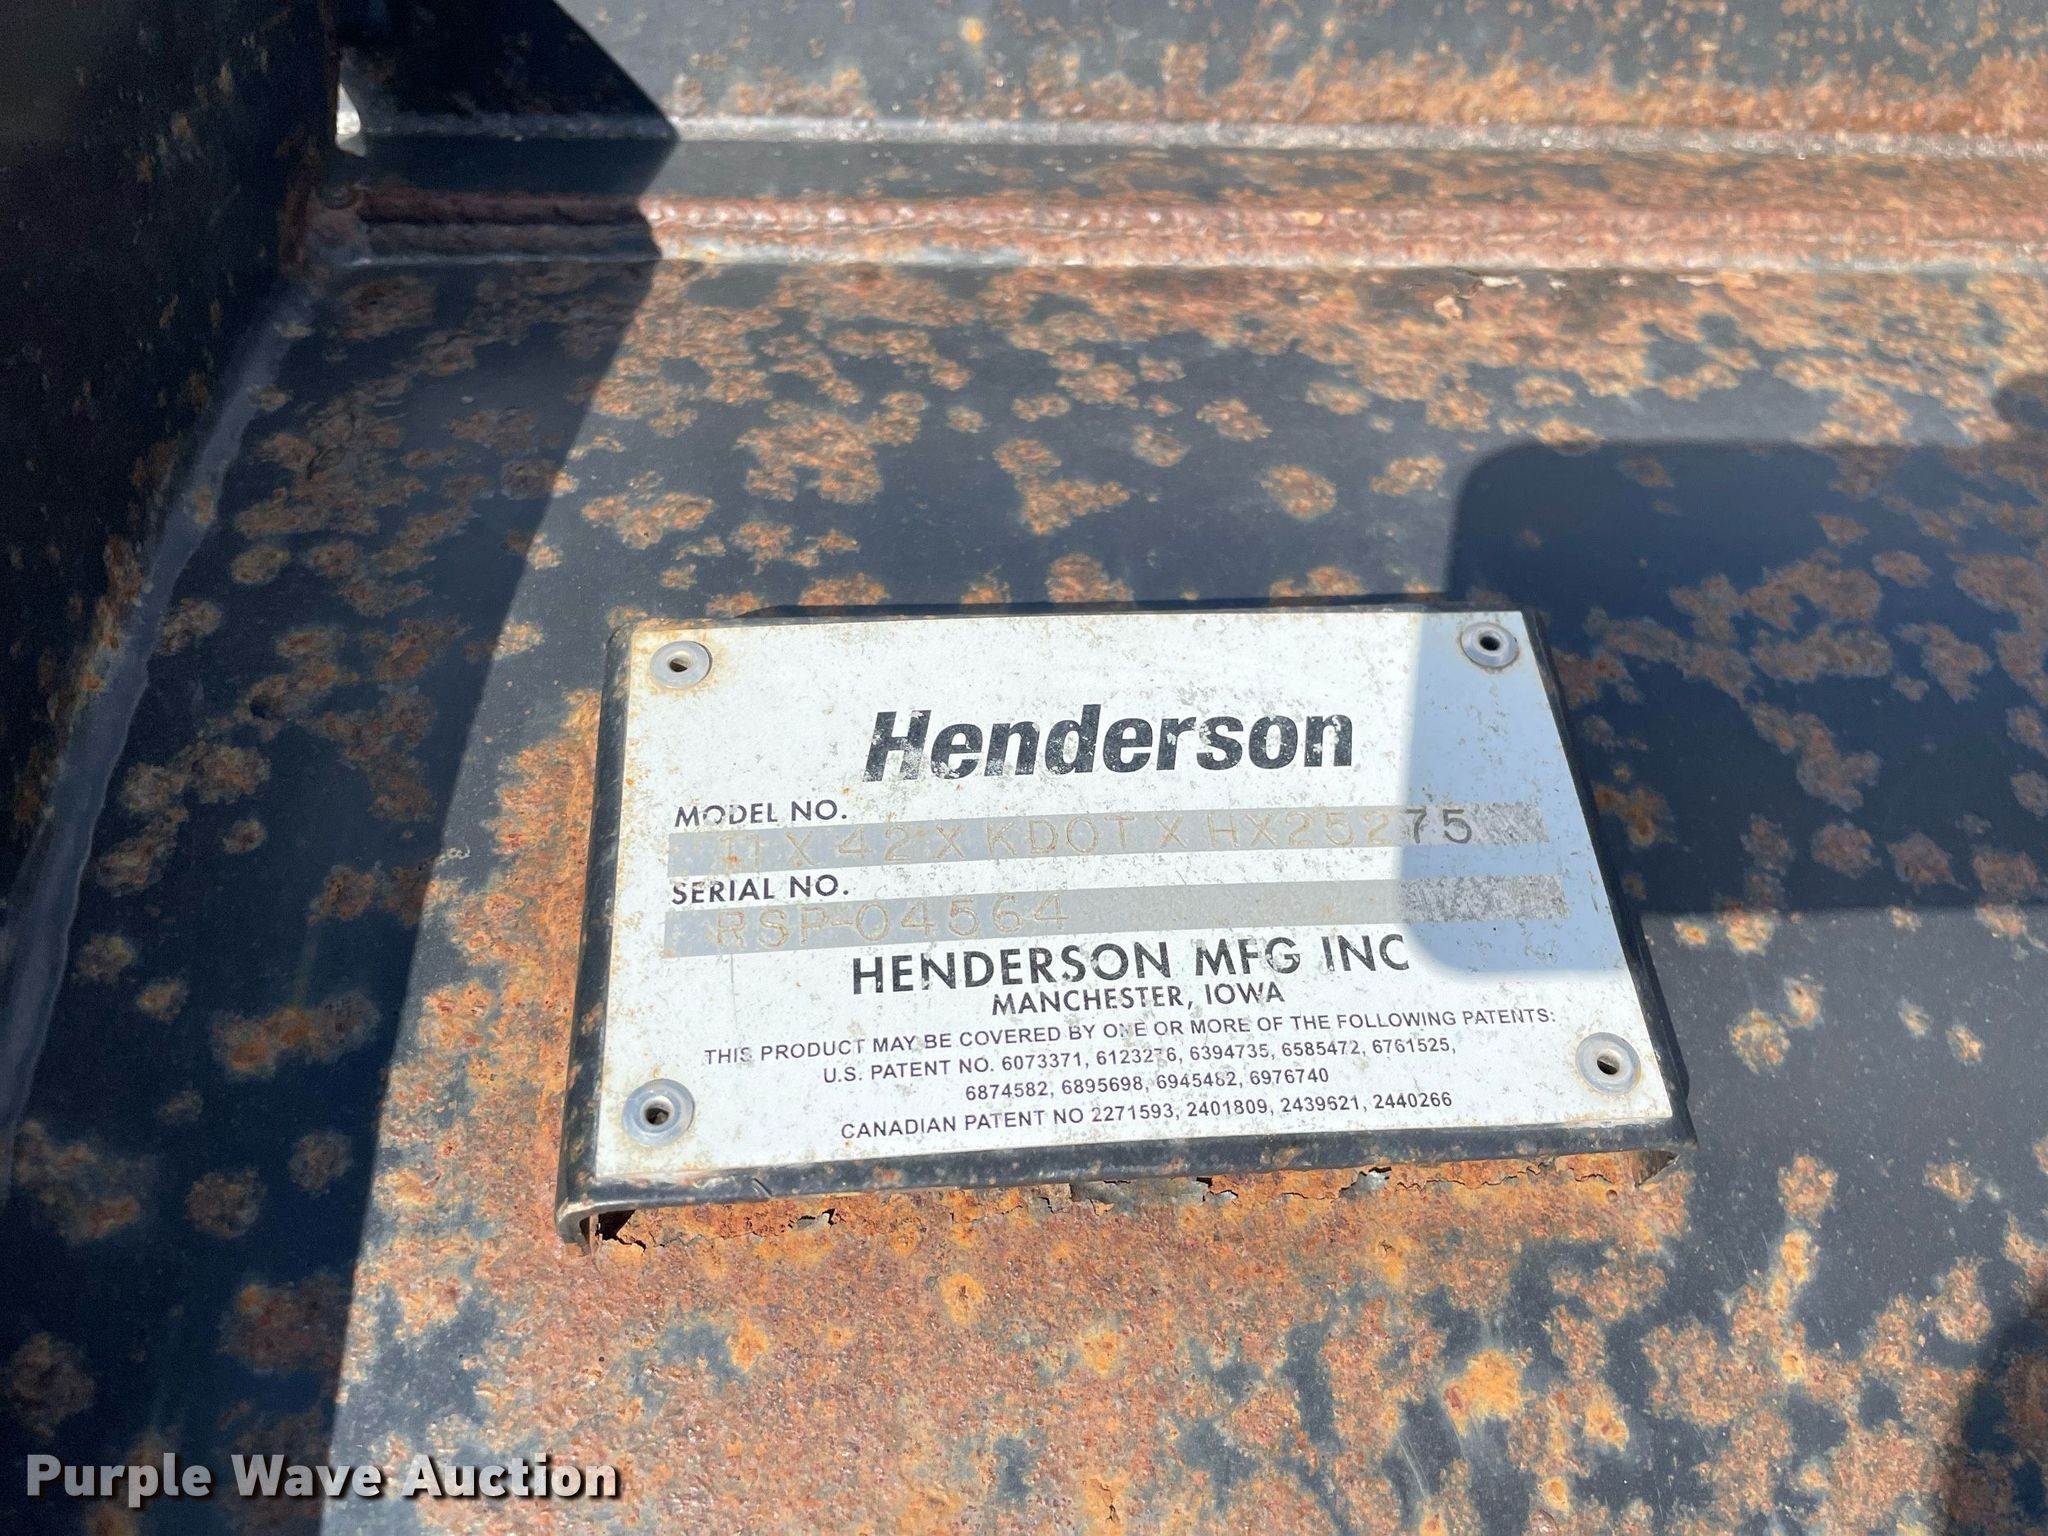 Henderson
MODEL NO.
11 X 42 X KDOT X HX25275
SERIAL NO.
RSP-04564
HENDERSON MFG INC
MANCHESTER, IOWA
THIS PRODUCT MAY BE COVERED BY ONE OR MORE OF THE FOLLOWING PATENTS:
U.S. PATENT NO. 6073371, 6123276, 6394735, 6585472, 6761525,
6874582, 6895698, 6945482, 6976740
CANADIAN PATENT NO 2271593, 2401809, 2439621, 2440266
Purple Wave Auction